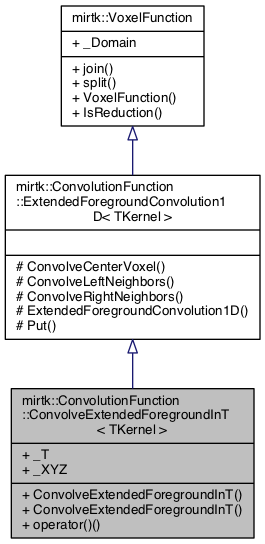 mirtk::VoxelFunction
+ _Domain
+ join()
+ split()
+ VoxelFunction()
+ IsReduction()
mirtk::ConvolutionFunction
::ExtendedForegroundConvolution1
D< TKernel >
# ConvolveCenterVoxel()
# ConvolveLeftNeighbors()
# ConvolveRightNeighbors()
# ExtendedForegroundConvolution1D()
# Put()
mirtk::ConvolutionFunction
::ConvolveExtendedForegroundInT
< TKernel >
+ _T
+ _XYZ
+ ConvolveExtendedForegroundInT()
+ ConvolveExtendedForegroundInT()
+ operator()()